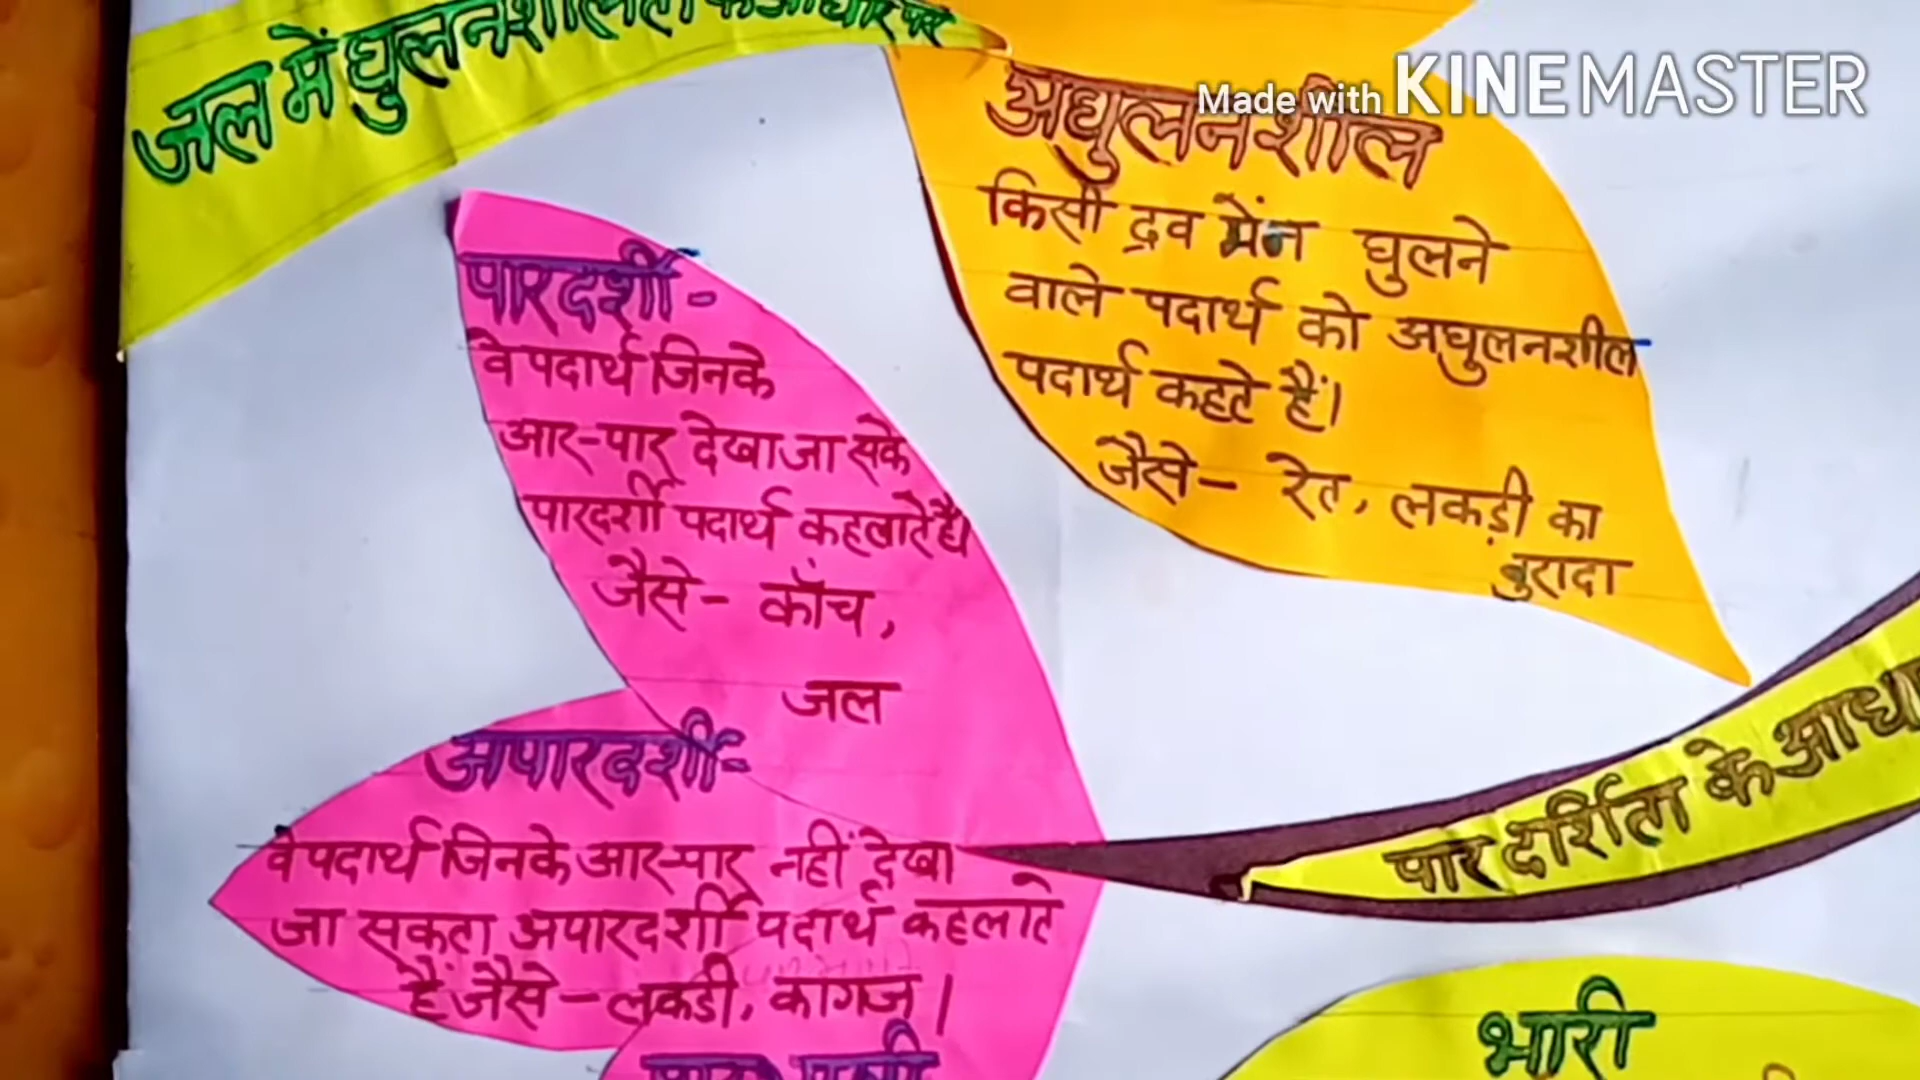 जल में घुलनशीलता के आधार पर
Made with KINEMASTER
अघुलनशील
किसी द्रव में न घुलने
वाले पदार्थ को अघुलनशील
पदार्थ कहते हैं।
जैसे- रेत, लकड़ी का
बुरादा
पारदर्शी-
वे पदार्थ जिनके
आर-पार देखा जा सके
पारदर्शी पदार्थ कहलाते है।
जैसे- काँच,
जल
अपारदर्शी-
वे पदार्थ जिनके आर-पार नहीं देखा
जा सकता अपारदर्शी पदार्थ कहलाते
हैं जैसे- लकडी, कागज।
पारदर्शिता के आधा
भारी